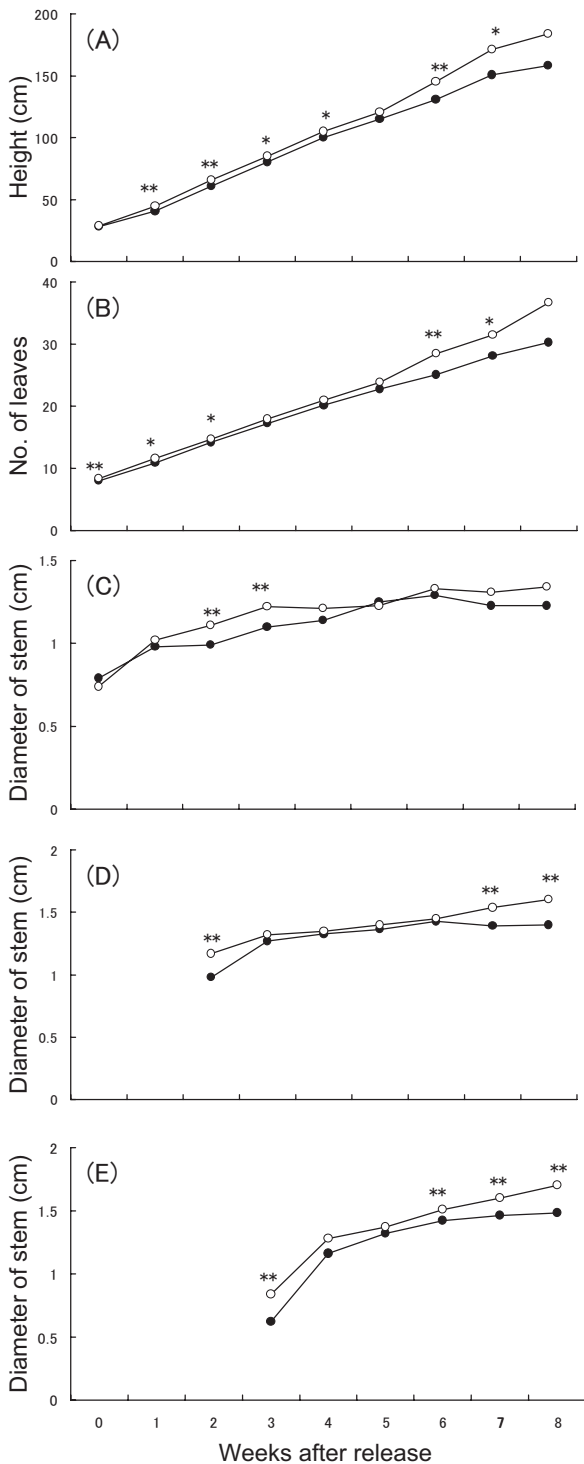 (A)
Height (cm)
200
150
100
50
0
** ** * * ** *
(B)
No. of leaves
40
30
20
10
0
** * * ** *
(C)
Diameter of stem (cm)
1.5
1
0.5
0
** **
(D)
Diameter of stem (cm)
2
1.5
1
0.5
0
** ** **
(E)
Diameter of stem (cm)
2
1.5
1
0.5
0
** ** ** **
0 1 2 3 4 5 6 7 8
Weeks after release